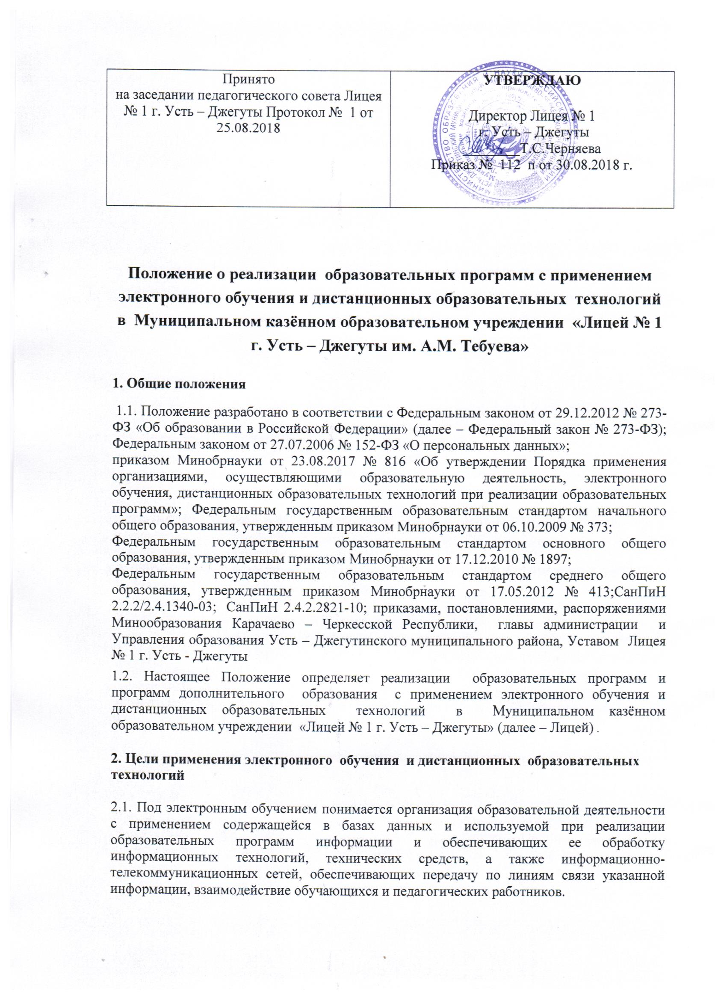 Принято
на заседании педагогического совета Лицея
№ 1 г. Усть – Джегуты Протокол № 1 от
25.08.2018
УТВЕРЖДАЮ
Директор Лицея № 1
г. Усть – Джегуты
Т.С.Черняева
Приказ № 112 п от 30.08.2018 г.
Положение о реализации образовательных программ с применением
электронного обучения и дистанционных образовательных технологий
в Муниципальном казённом образовательном учреждении «Лицей № 1
г. Усть – Джегуты им. А.М. Тебуева»
1. Общие положения
1.1. Положение разработано в соответствии с Федеральным законом от 29.12.2012 № 273-
ФЗ «Об образовании в Российской Федерации» (далее – Федеральный закон № 273-ФЗ);
Федеральным законом от 27.07.2006 № 152-ФЗ «О персональных данных»;
приказом Минобрнауки от 23.08.2017 № 816 «Об утверждении Порядка применения
организациями, осуществляющими образовательную деятельность, электронного
обучения, дистанционных образовательных технологий при реализации образовательных
программ»; Федеральным государственным образовательным стандартом начального
общего образования, утвержденным приказом Минобрнауки от 06.10.2009 № 373;
Федеральным государственным образовательным стандартом основного общего
образования, утвержденным приказом Минобрнауки от 17.12.2010 № 1897;
Федеральным государственным образовательным стандартом среднего общего
образования, утвержденным приказом Минобрнауки от 17.05.2012 № 413;СанПиН
2.2.2/2.4.1340-03; СанПиН 2.4.2.2821-10; приказами, постановлениями, распоряжениями
Минообразования Карачаево – Черкесской Республики, главы администрации и
Управления образования Усть – Джегутинского муниципального района, Уставом Лицея
№ 1 г. Усть - Джегуты
1.2. Настоящее Положение определяет реализации образовательных программ и
программ дополнительного образования с применением электронного обучения и
дистанционных образовательных технологий в Муниципальном казённом
образовательном учреждении «Лицей № 1 г. Усть – Джегуты» (далее – Лицей) .
2. Цели применения электронного обучения и дистанционных образовательных
технологий
2.1. Под электронным обучением понимается организация образовательной деятельности
с применением содержащейся в базах данных и используемой при реализации
образовательных программ информации и обеспечивающих ее обработку
информационных технологий, технических средств, а также информационно-
телекоммуникационных сетей, обеспечивающих передачу по линиям связи указанной
информации, взаимодействие обучающихся и педагогических работников.